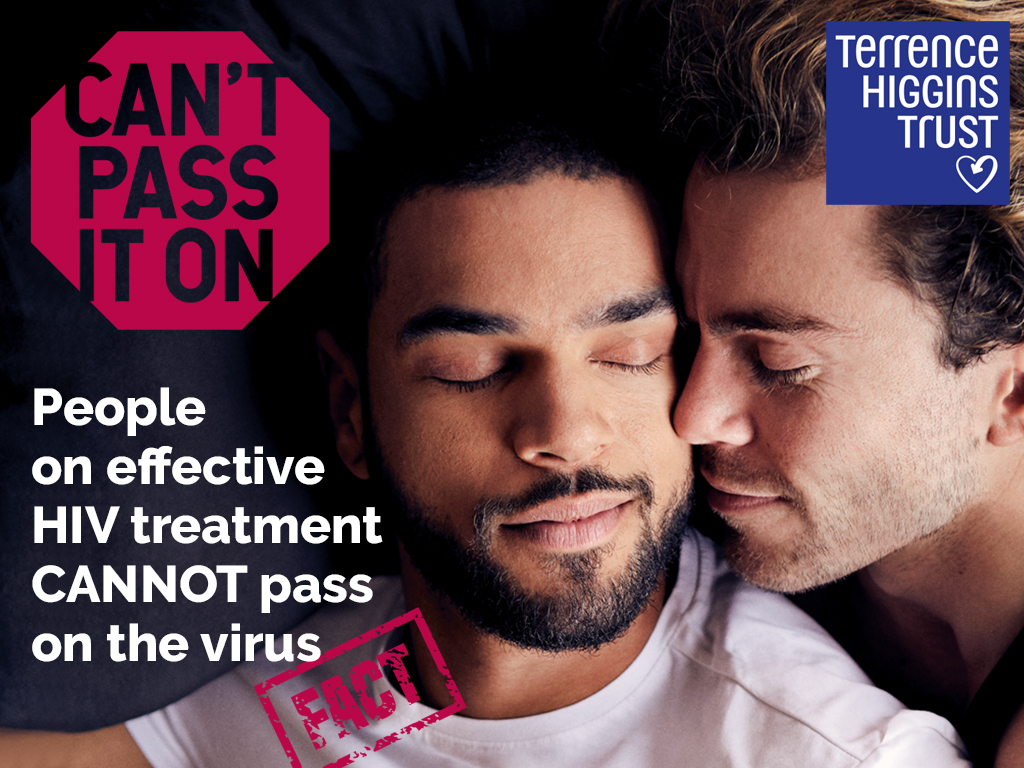 CAN'T
PASS
IT ON
Terrence
HIGGINS
TrUST
People
on effective
HIV treatment
CANNOT pass
on the virus
FACT